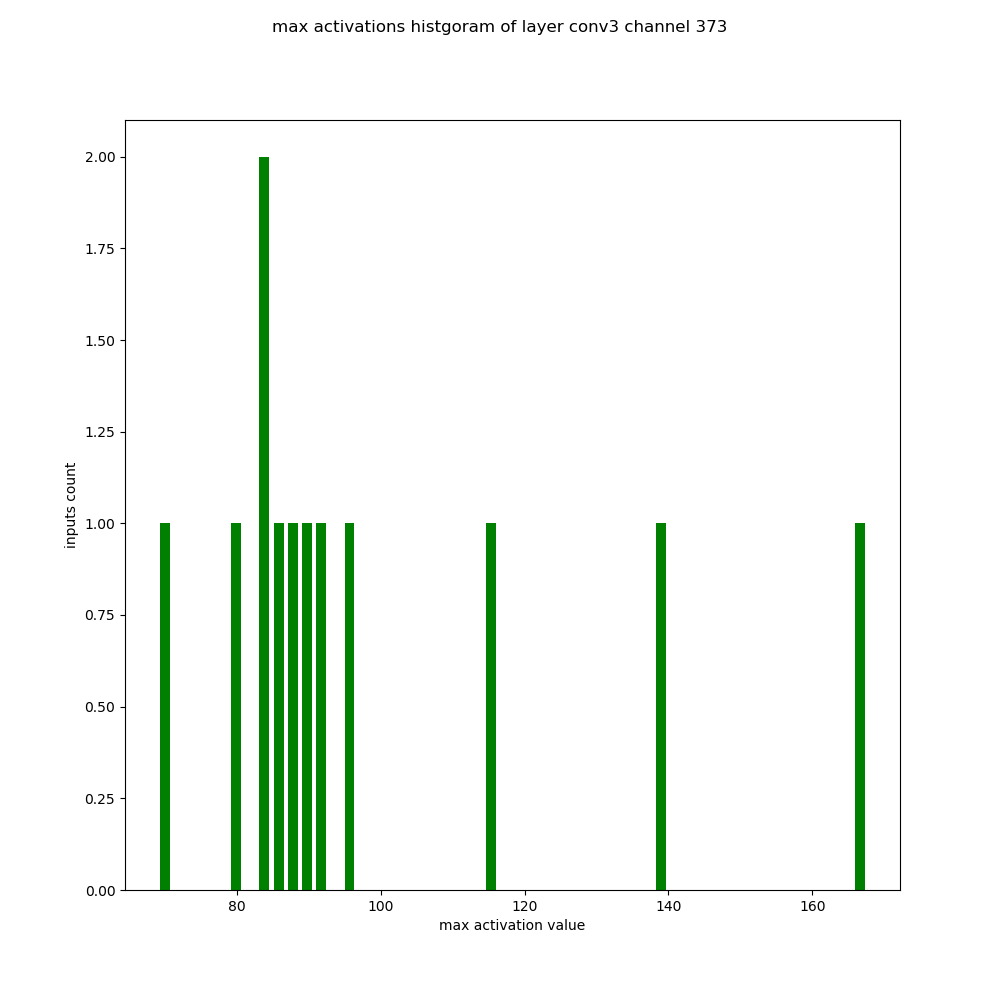 max activations histgoram of layer conv3 channel 373
2.00
1.75
1.50
1.25
1.00
0.75
0.50
0.25
0.00
inputs count
80 100 120 140 160
max activation value